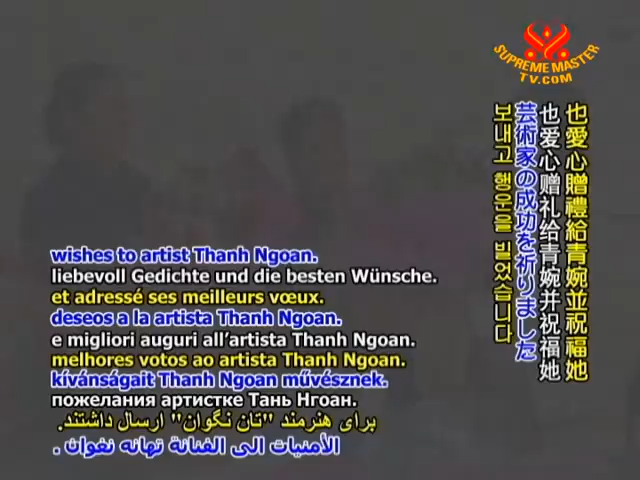 SUPREME MASTER
TV.COM
也愛心贈禮給青婉並祝福她
也爱心赠礼给青婉并祝福她
芸術家の成功を祈りました
보내고 행운을 빌었습니다
wishes to artist Thanh Ngoan.
liebevoll Gedichte und die besten Wünsche.
et adressé ses meilleurs vœux.
deseos a la artista Thanh Ngoan.
e migliori auguri all'artista Thanh Ngoan.
melhores votos ao artista Thanh Ngoan.
kívánságait Thanh Ngoan művésznek.
пожелания артистке Тань Нгоан.
برای هنرمند "تان نگوان" ارسال داشتند.
الأمنيات الى الفنانة تهانه نغوان .